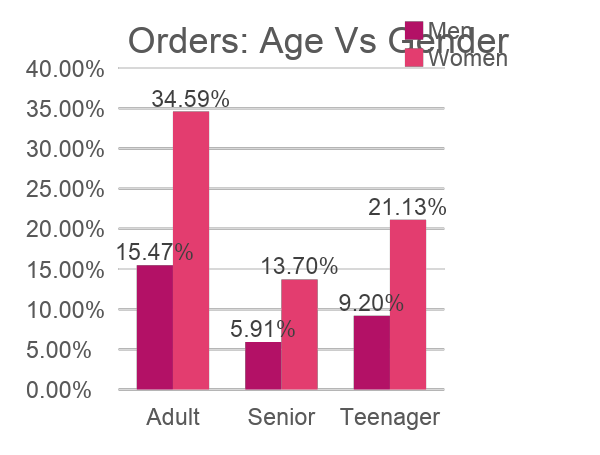 Orders: Age Vs Gender
Men
Women
40.00%
35.00%
30.00%
25.00%
20.00%
15.00%
10.00%
5.00%
0.00%
34.59%
15.47%
13.70%
5.91%
21.13%
9.20%
Adult
Senior
Teenager